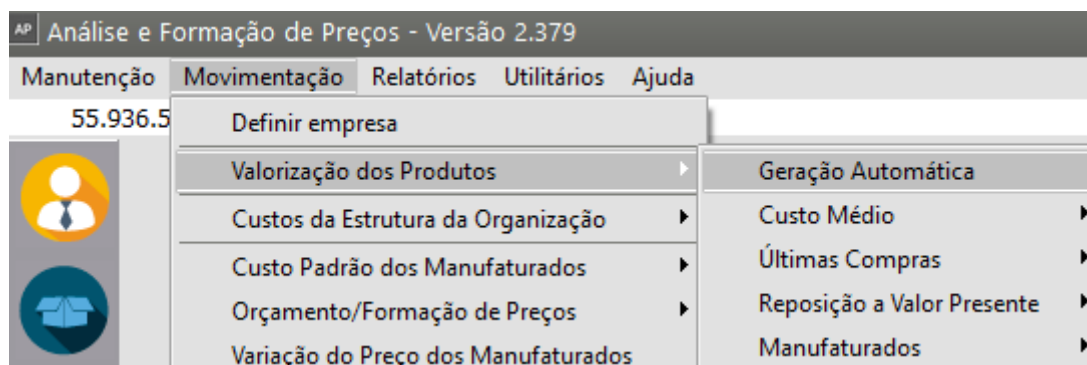 AP Análise e Formação de Preços - Versão 2.379
Manutenção Movimentação Relatórios Utilitários Ajuda
55.936.5
Definir empresa
Valorização dos Produtos
Custos da Estrutura da Organização
Custo Padrão dos Manufaturados
Orçamento/Formação de Preços
Variação do Preço dos Manufaturados
Geração Automática
Custo Médio
Últimas Compras
Reposição a Valor Presente
Manufaturados